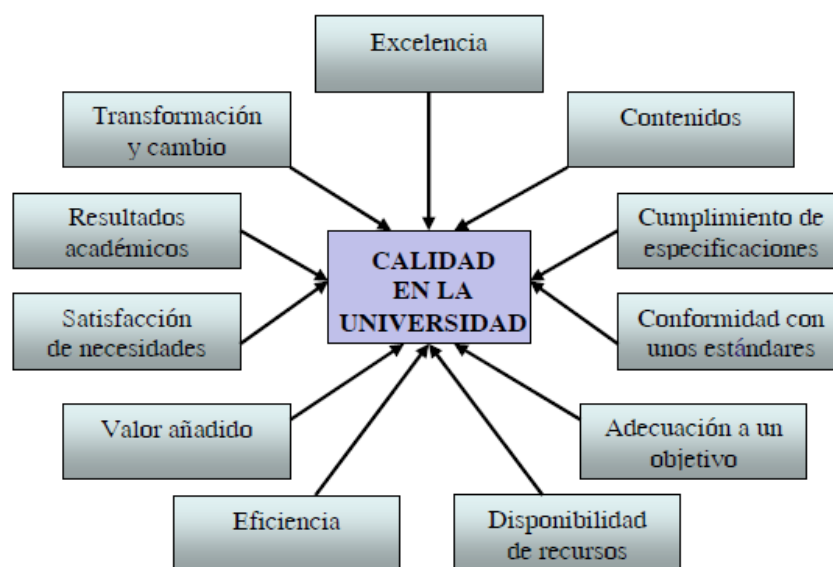 Excelencia
Transformación
y cambio
Contenidos
Resultados
académicos
Cumplimiento de
especificaciones
CALIDAD
EN LA
UNIVERSIDAD
Satisfacción
de necesidades
Conformidad con
unos estándares
Valor añadido
Adecuación a un
objetivo
Eficiencia
Disponibilidad
de recursos